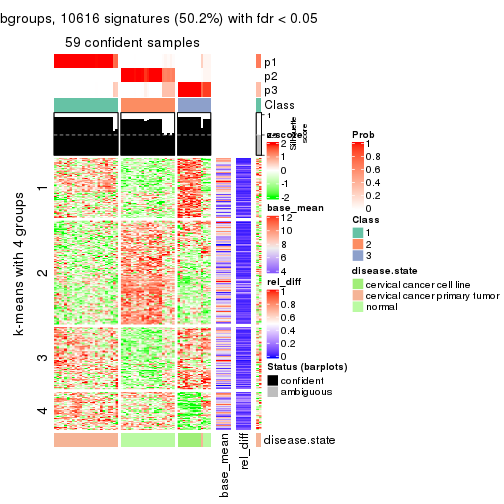 bgroups, 10616 signatures (50.2%) with fdr < 0.05
59 confident samples
p1
p2
p3
Class
1
Silhouette
score
z-score
2
1
0
-1
-2
base_mean
12
10
8
6
4
rel_diff
1
0.8
0.6
0.4
0.2
0
Status (barplots)
confident
ambiguous
Prob
1
0.8
0.6
0.4
0.2
0
Class
1
2
3
disease.state
cervical cancer cell line
cervical cancer primary tumor
normal
k-means with 4 groups
1
2
3
4
disease.state
base_mean
rel_diff